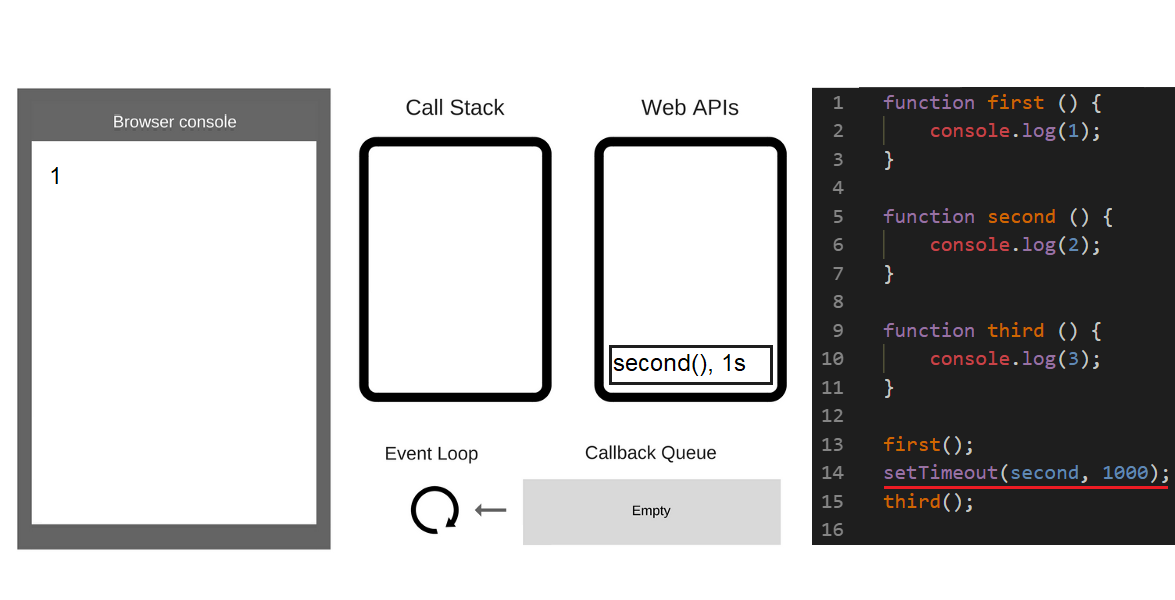 Browser console
1
Call Stack
Web APIs
second(), 1s
Event Loop
Callback Queue
Empty
1 function first () {
2     console.log(1);
3 }
4
5 function second () {
6     console.log(2);
7 }
8
9 function third () {
10     console.log(3);
11 }
12
13 first();
14 setTimeout(second, 1000);
15 third();
16